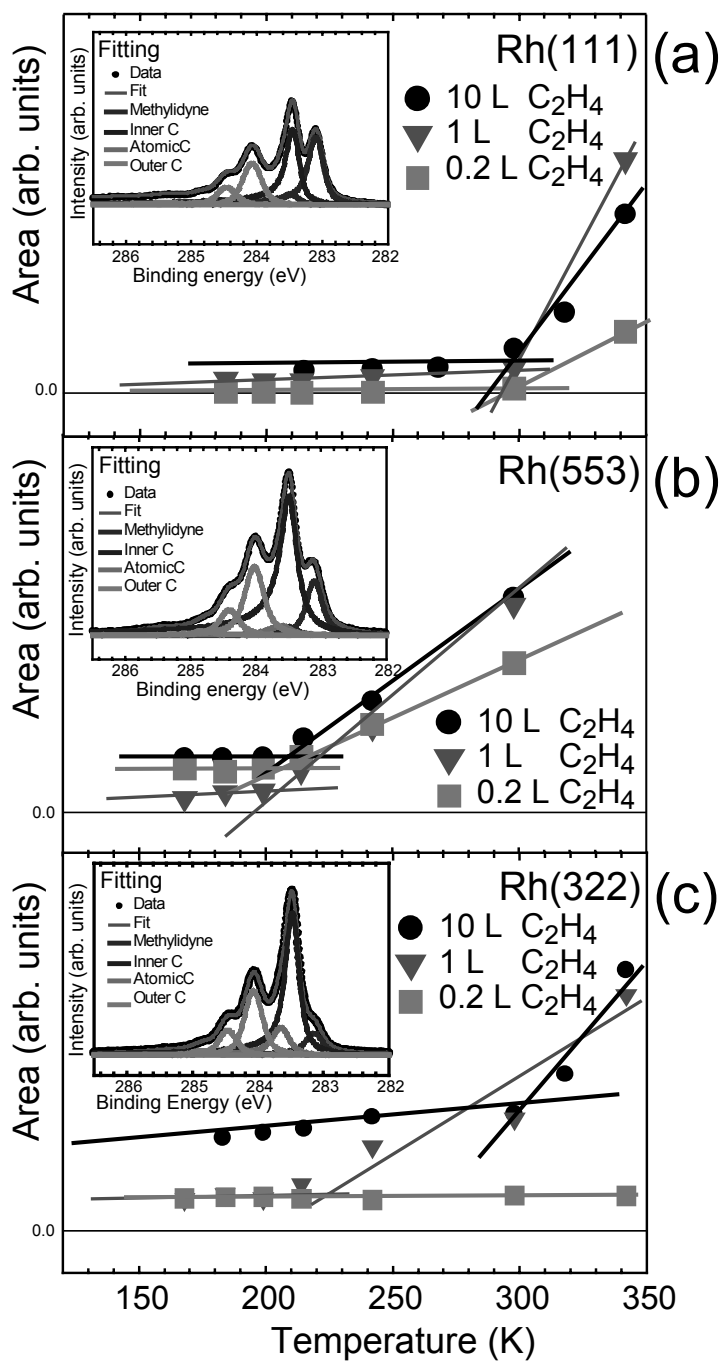 Rh(111)
(a)
10 L C₂H₄
1 L C₂H₄
0.2 L C₂H₄
Fitting
Data
Fit
Methylidyne
Inner C
AtomicC
Outer C
Intensity (arb. units)
286 285 284 283 282
Binding energy (eV)
Area (arb. units)
0.0
Rh(553)
(b)
Fitting
Data
Fit
Methylidyne
Inner C
AtomicC
Outer C
Intensity (arb. units)
286 285 284 283 282
Binding energy (eV)
10 L C₂H₄
1 L C₂H₄
0.2 L C₂H₄
Area (arb. units)
0.0
Rh(322)
(c)
Fitting
Data
Fit
Methylidyne
Inner C
AtomicC
Outer C
Intensity (arb. units)
286 285 284 283 282
Binding Energy (eV)
10 L C₂H₄
1 L C₂H₄
0.2 L C₂H₄
Area (arb. units)
0.0
150 200 250 300 350
Temperature (K)